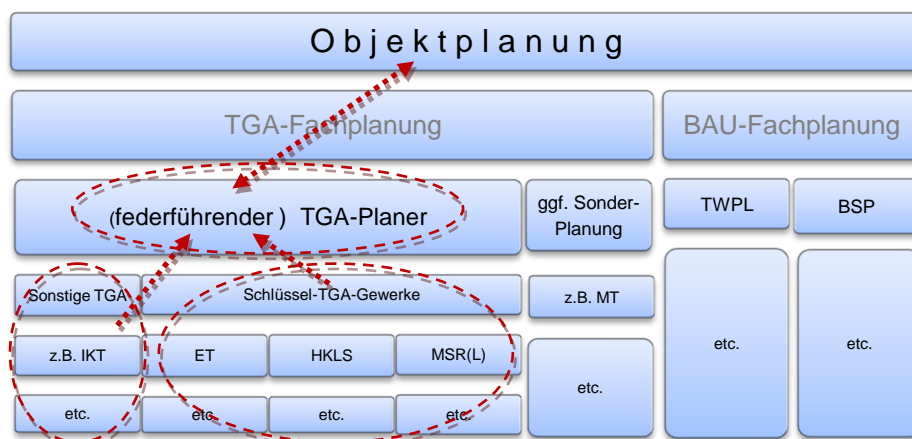 Objektplanung
TGA-Fachplanung
BAU-Fachplanung
(federführender ) TGA-Planer
ggf. Sonder-
Planung
TWPL
BSP
Sonstige TGA
Schlüssel-TGA-Gewerke
z.B. MT
etc.
etc.
z.B. IKT
ET
HKLS
MSR(L)
etc.
etc.
etc.
etc.
etc.